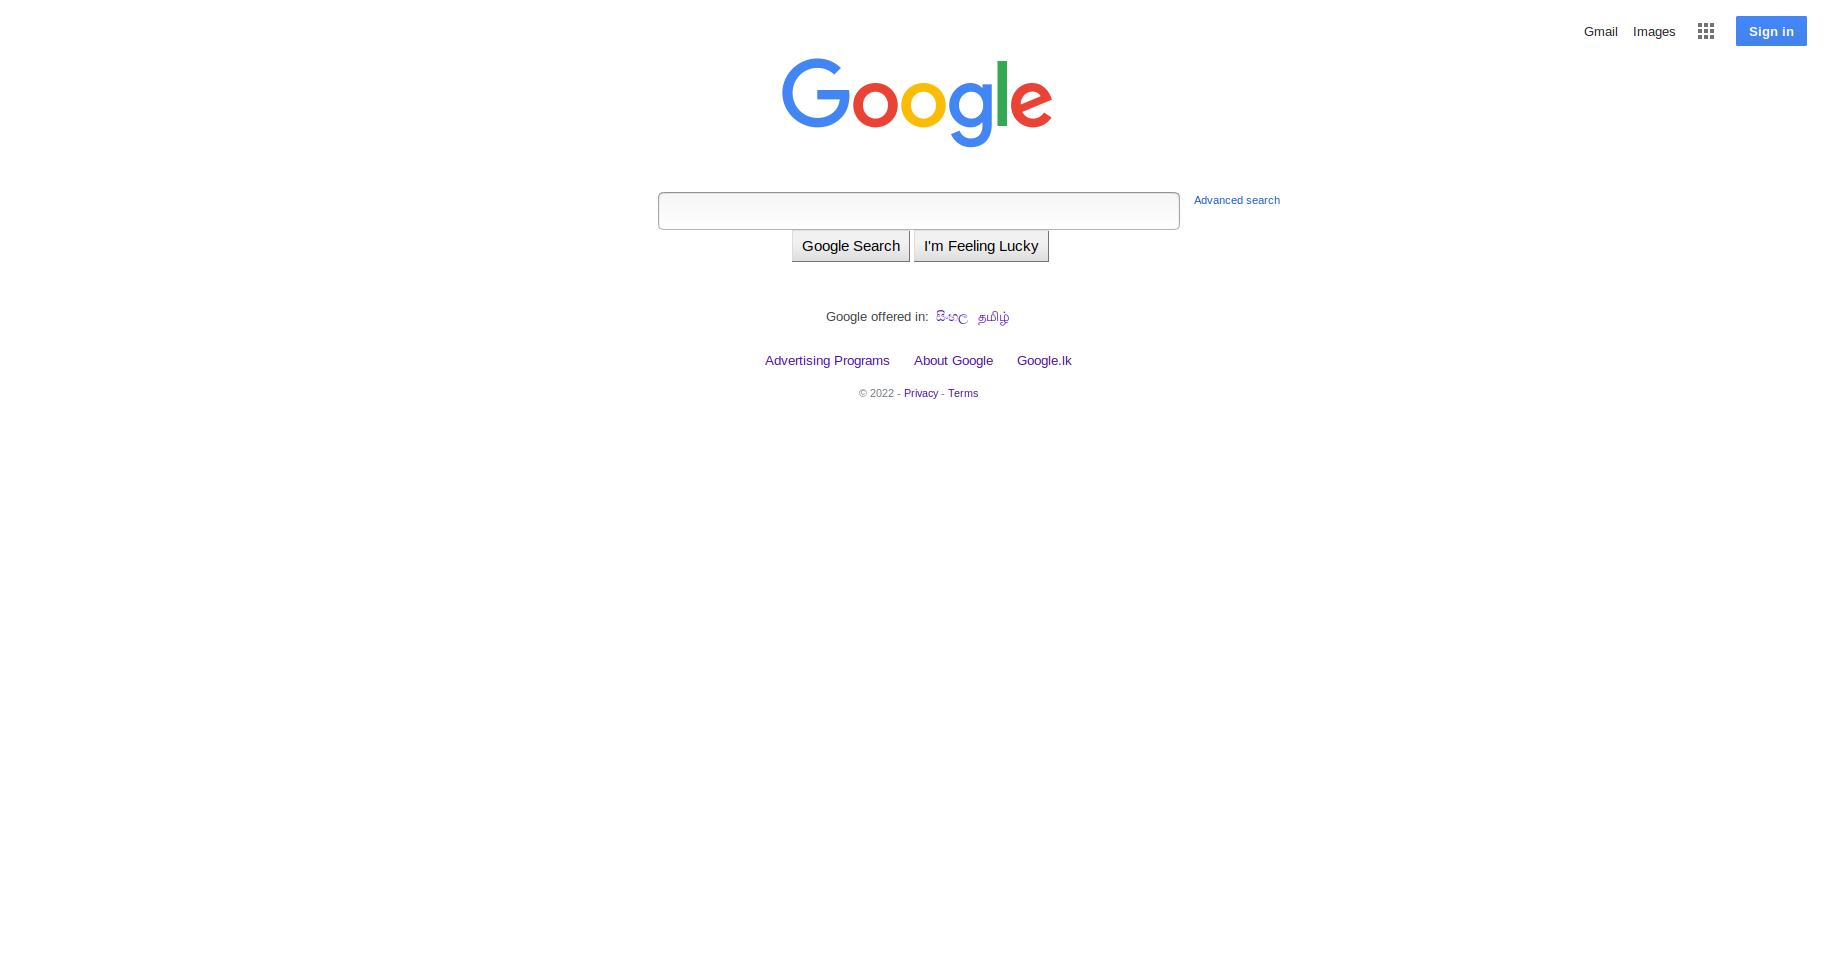 Gmail Images Sign in
Google
Advanced search
Google Search I'm Feeling Lucky
Google offered in: සිංහල தமிழ்
Advertising Programs About Google Google.lk
© 2022 - Privacy - Terms